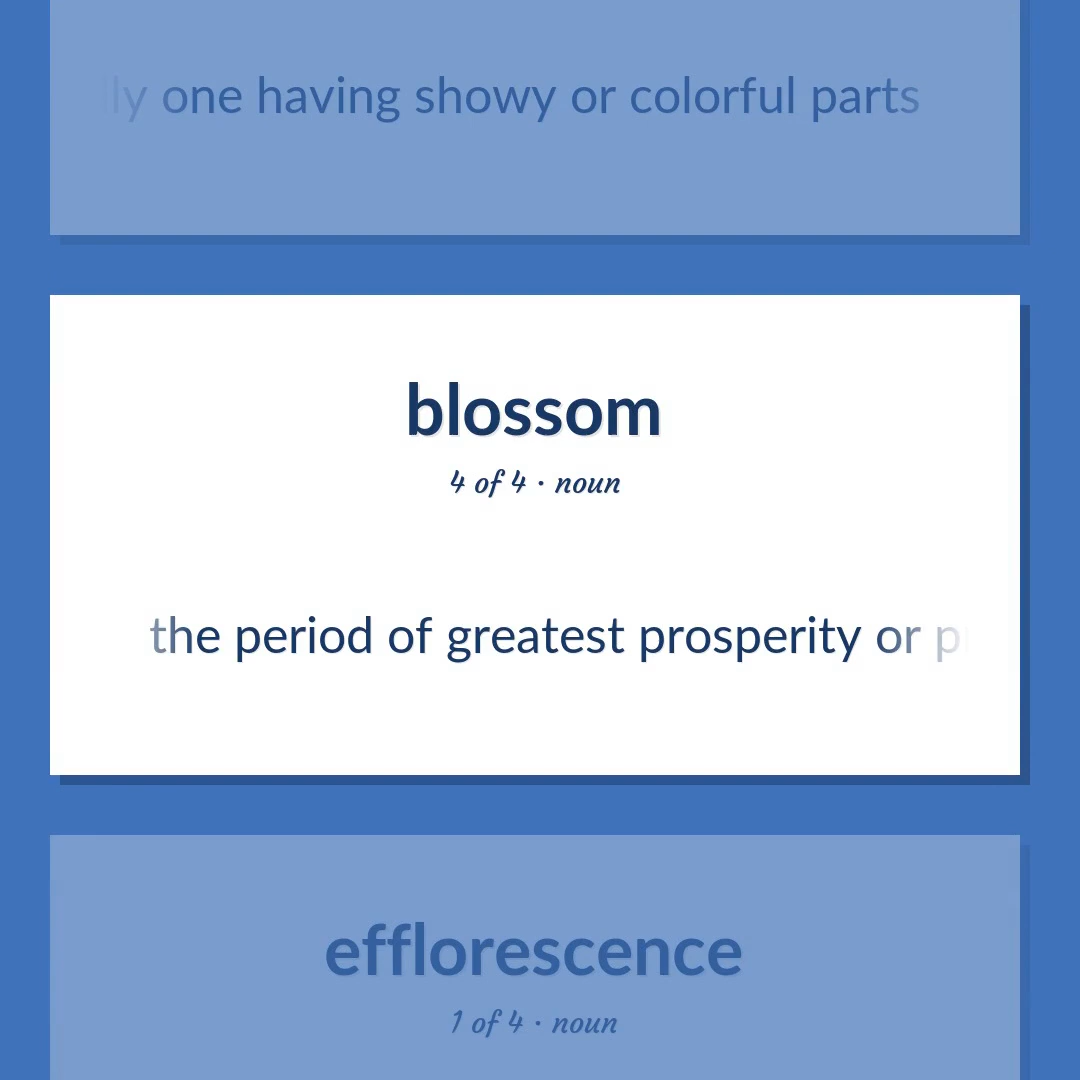 one having showy or colorful parts
blossom
4 of 4 · noun
the period of greatest prosperity or
efflorescence
1 of 4 · noun